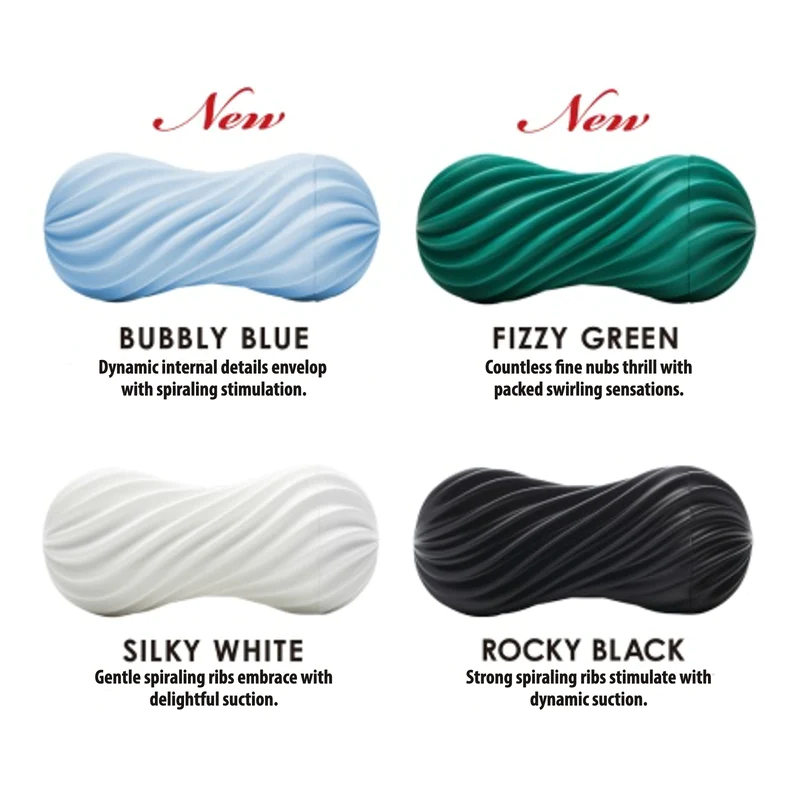 New
New
BUBBLY BLUE
Dynamic internal details envelop
with spiraling stimulation.
FIZZY GREEN
Countless fine nubs thrill with
packed swirling sensations.
SILKY WHITE
Gentle spiraling ribs embrace with
delightful suction.
ROCKY BLACK
Strong spiraling ribs stimulate with
dynamic suction.